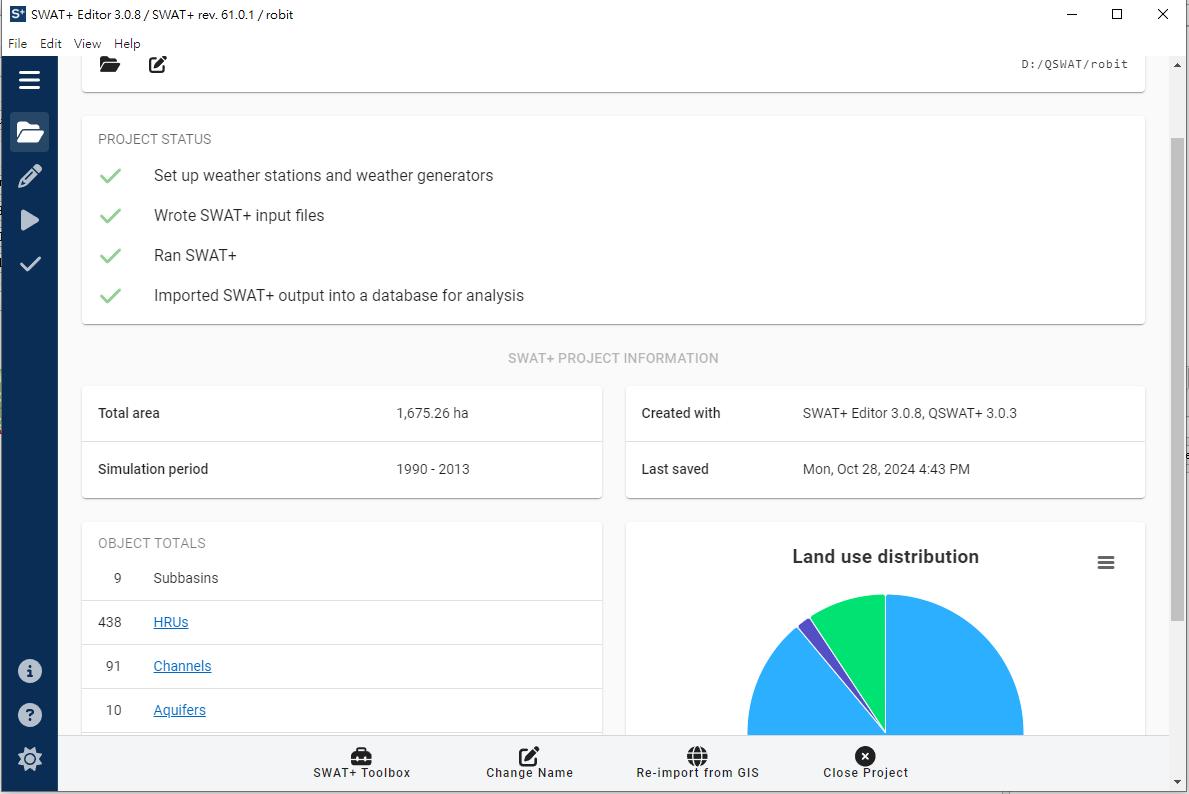 S+ SWAT+ Editor 3.0.8 / SWAT+ rev. 61.0.1 / robit
File Edit View Help
D:/QSWAT/robit
PROJECT STATUS
Set up weather stations and weather generators
Wrote SWAT+ input files
Ran SWAT+
Imported SWAT+ output into a database for analysis
SWAT+ PROJECT INFORMATION
Total area 1,675.26 ha
Simulation period 1990 - 2013
Created with SWAT+ Editor 3.0.8, QSWAT+ 3.0.3
Last saved Mon, Oct 28, 2024 4:43 PM
OBJECT TOTALS
9 Subbasins
438 HRUs
91 Channels
10 Aquifers
Land use distribution
SWAT+ Toolbox Change Name Re-import from GIS Close Project